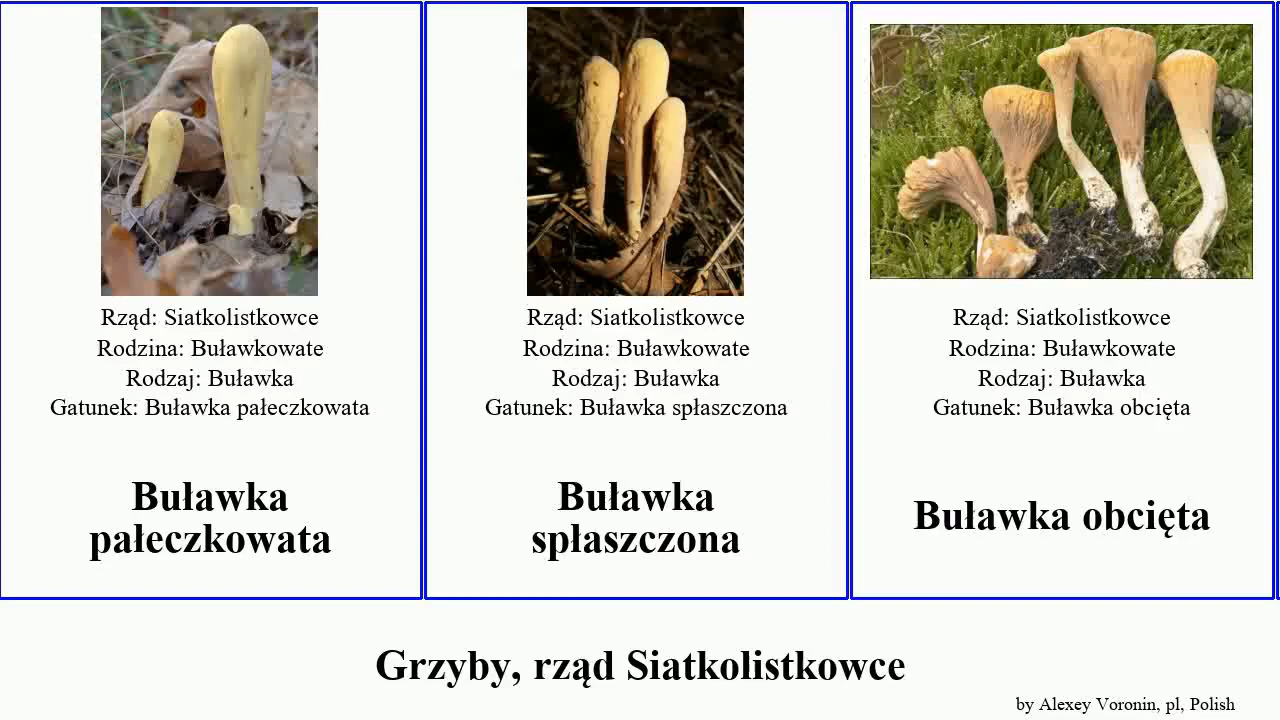 Rząd: Siatkolistkowce
Rodzina: Buławkowate
Rodzaj: Buławka
Gatunek: Buławka pałeczkowata
Buławka
pałeczkowata
Rząd: Siatkolistkowce
Rodzina: Buławkowate
Rodzaj: Buławka
Gatunek: Buławka spłaszczona
Buławka
spłaszczona
Rząd: Siatkolistkowce
Rodzina: Buławkowate
Rodzaj: Buławka
Gatunek: Buławka obcięta
Buławka obcięta
Grzyby, rząd Siatkolistkowce
by Alexey Voronin, pl, Polish